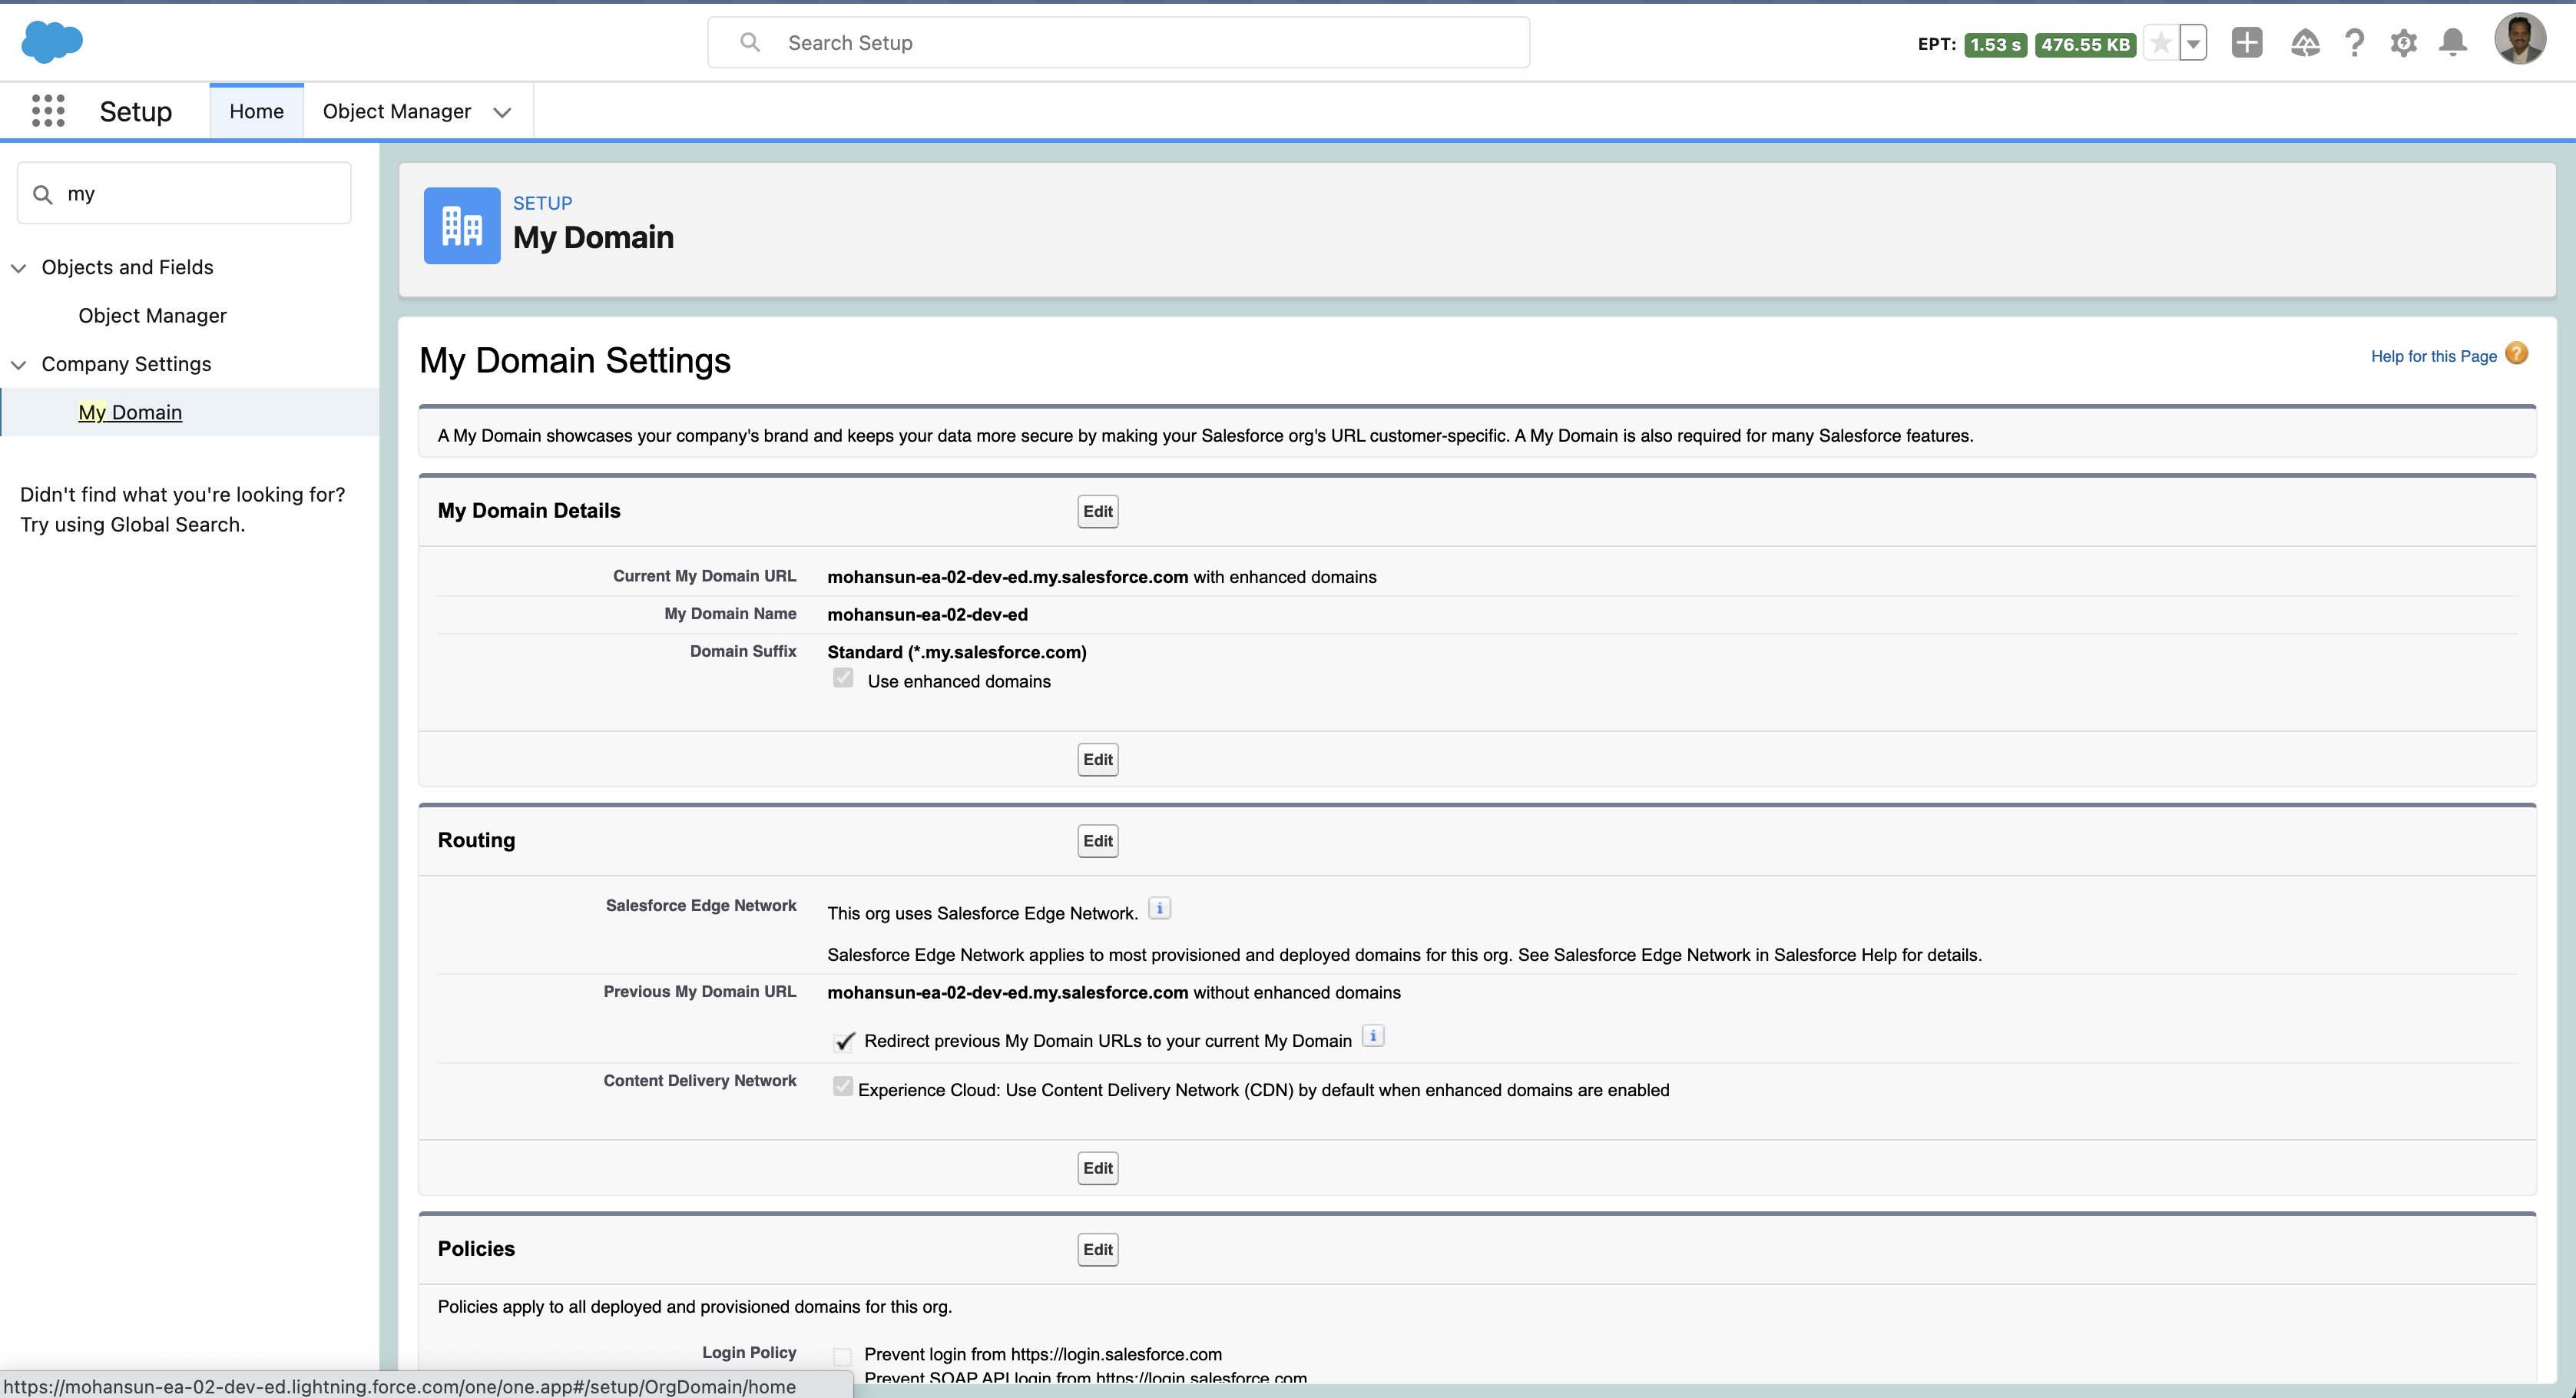 Search Setup
EPT: 1.53 s 476.55 KB
Setup
Home
Object Manager
my
Objects and Fields
Object Manager
Company Settings
My Domain
Didn't find what you're looking for?
Try using Global Search.
SETUP
My Domain
My Domain Settings
Help for this Page ?
A My Domain showcases your company's brand and keeps your data more secure by making your Salesforce org's URL customer-specific. A My Domain is also required for many Salesforce features.
My Domain Details
Edit
Current My Domain URL mohansun-ea-02-dev-ed.my.salesforce.com with enhanced domains
My Domain Name mohansun-ea-02-dev-ed
Domain Suffix Standard (*.my.salesforce.com)
Use enhanced domains
Edit
Routing
Edit
Salesforce Edge Network This org uses Salesforce Edge Network. i
Salesforce Edge Network applies to most provisioned and deployed domains for this org. See Salesforce Edge Network in Salesforce Help for details.
Previous My Domain URL mohansun-ea-02-dev-ed.my.salesforce.com without enhanced domains
Redirect previous My Domain URLs to your current My Domain i
Content Delivery Network Experience Cloud: Use Content Delivery Network (CDN) by default when enhanced domains are enabled
Edit
Policies
Edit
Policies apply to all deployed and provisioned domains for this org.
Login Policy Prevent login from https://login.salesforce.com
Prevent SOAP API login from https://login.salesforce.com
https://mohansun-ea-02-dev-ed.lightning.force.com/one/one.app#/setup/OrgDomain/home